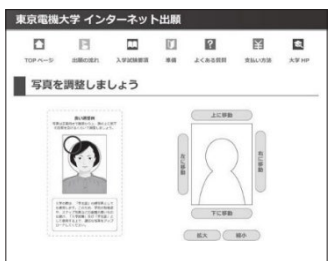 東京電機大学 インターネット出願
TOPページ
出願の流れ
入学試験要項
準備
よくある質問
支払い方法
大学HP
写真を調整しましょう
上に移動
左に移動
右に移動
下に移動
拡大
縮小